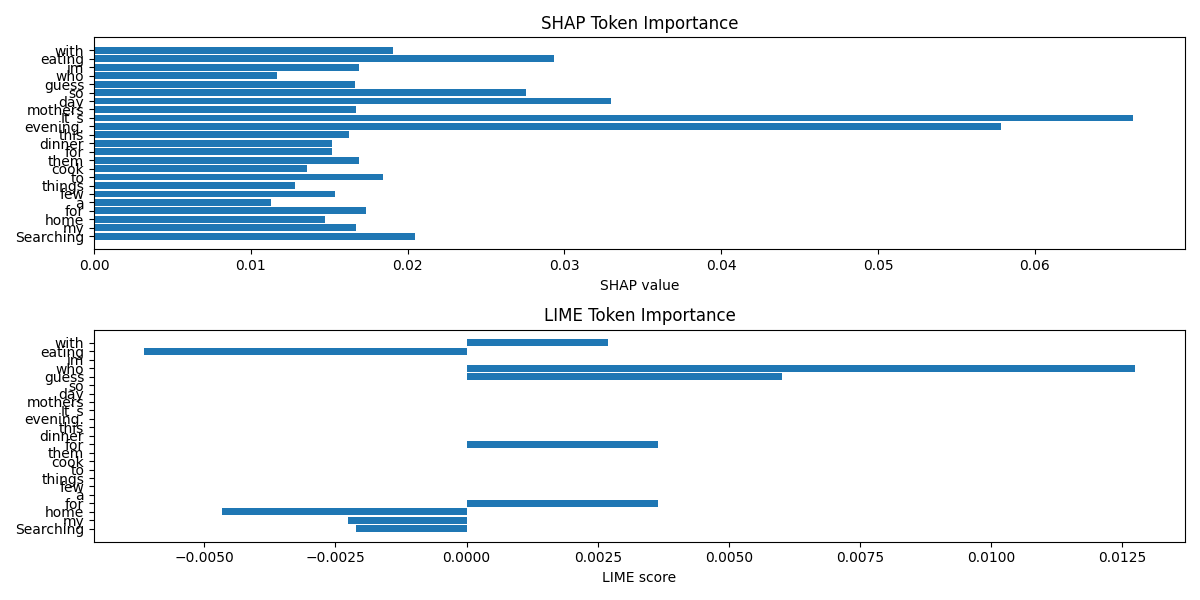 SHAP Token Importance
with
eating
im
who
guess
so
day
mothers
It`s
evening.
this
dinner
for
them
cook
to
things
few
a
for
home
my
Searching
0.00 0.01 0.02 0.03 0.04 0.05 0.06
SHAP value
LIME Token Importance
with
eating
im
who
guess
so
day
mothers
It`s
evening.
this
dinner
for
them
cook
to
things
few
a
for
home
my
Searching
−0.0050 −0.0025 0.0000 0.0025 0.0050 0.0075 0.0100 0.0125
LIME score